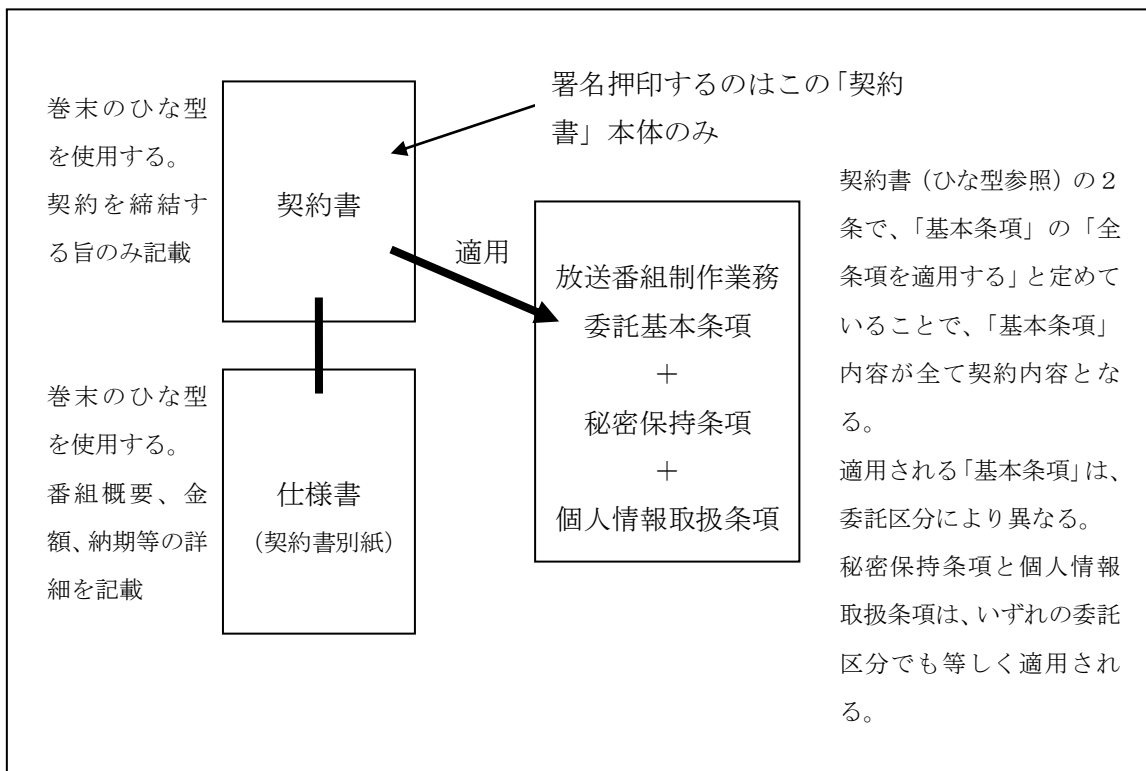 署名押印するのはこの「契約
書」本体のみ
巻末のひな型
を使用する。
契約を締結す
る旨のみ記載
契約書
適用
放送番組制作業務
委託基本条項
+
秘密保持条項
+
個人情報取扱条項
契約書（ひな型参照）の２
条で、「基本条項」の「全
条項を適用する」と定めて
いることで、「基本条項」
内容が全て契約内容とな
る。
適用される「基本条項」は、
委託区分により異なる。
秘密保持条項と個人情報
取扱条項は、いずれの委託
区分でも等しく適用され
る。
巻末のひな型
を使用する。
番組概要、金
額、納期等の詳
細を記載
仕様書
（契約書別紙）